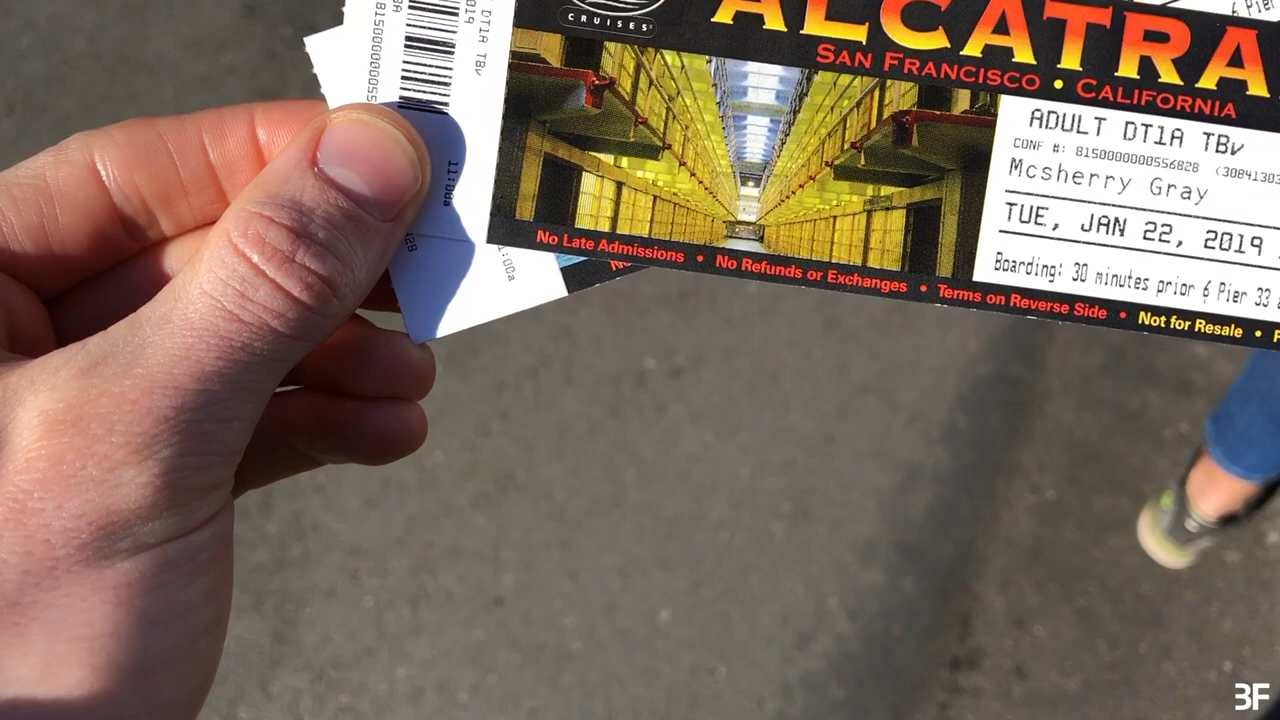 CRUISES
ALCATRA
SAN FRANCISCO • CALIFORNIA
ADULT DT1A TBV
CONF #: 8150000000556828 (30841303
Mcsherry Gray
TUE, JAN 22, 2019
Boarding: 30 minutes prior @ Pier 33
No Late Admissions • No Refunds or Exchanges • Terms on Reverse Side • Not for Resale •
2019
DT1A TBV
11:00a
:00a
3F